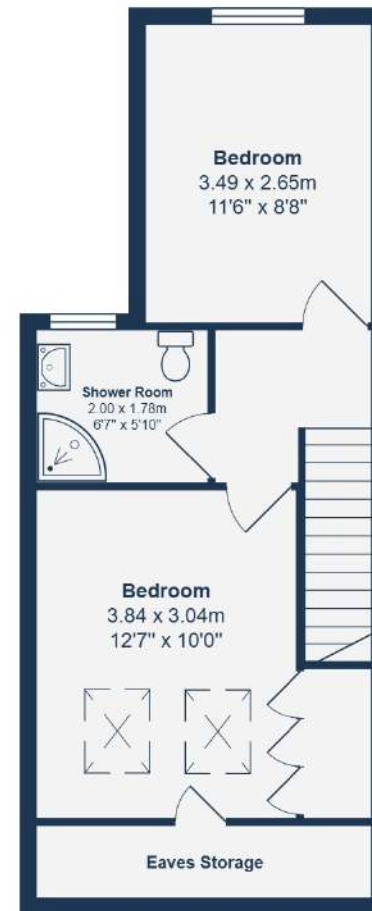 Bedroom
3.49 x 2.65m
11'6" x 8'8"
Shower Room
2.00 x 1.78m
6'7" x 5'10"
Bedroom
3.84 x 3.04m
12'7" x 10'0"
Eaves Storage